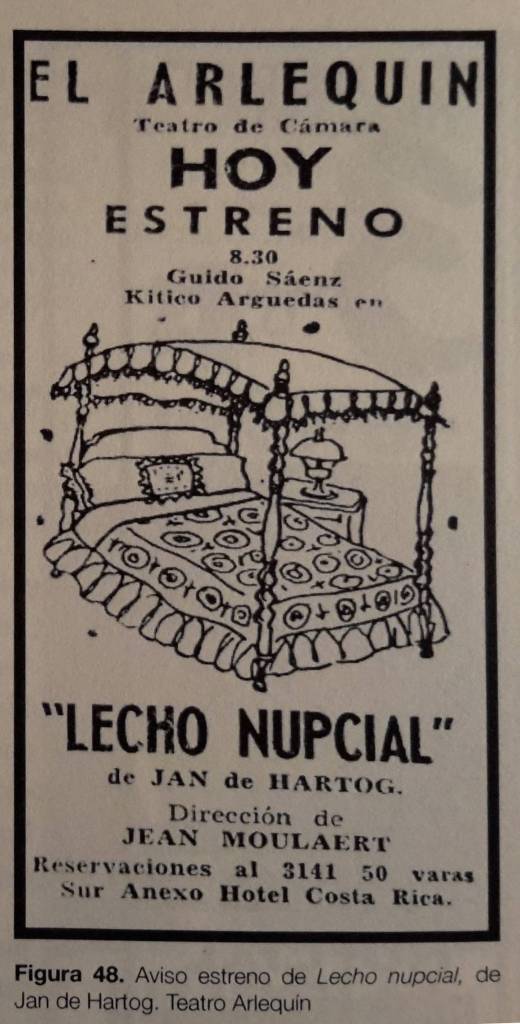 EL ARLEQUIN
Teatro de Cámara
HOY
ESTRENO
8.30
Guido Sáenz
Kitico Arguedas en
"LECHO NUPCIAL"
de JAN de HARTOG.
Dirección de
JEAN MOULAERT
Reservaciones al 3141 50 varas
Sur Anexo Hotel Costa Rica.
Figura 48. Aviso estreno de Lecho nupcial, de
Jan de Hartog. Teatro Arlequín